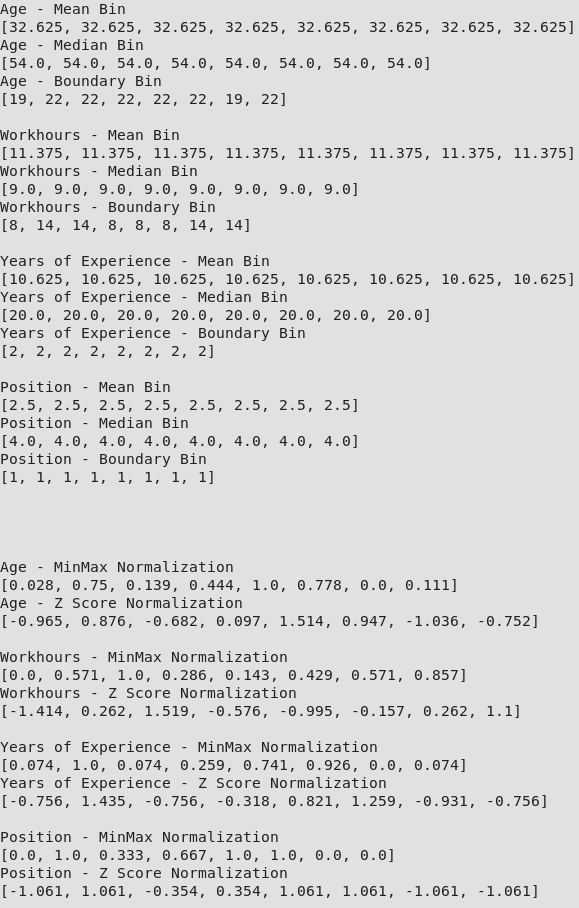 Age - Mean Bin
[32.625, 32.625, 32.625, 32.625, 32.625, 32.625, 32.625, 32.625]
Age - Median Bin
[54.0, 54.0, 54.0, 54.0, 54.0, 54.0, 54.0, 54.0]
Age - Boundary Bin
[19, 22, 22, 22, 22, 22, 19, 22]
Workhours - Mean Bin
[11.375, 11.375, 11.375, 11.375, 11.375, 11.375, 11.375, 11.375]
Workhours - Median Bin
[9.0, 9.0, 9.0, 9.0, 9.0, 9.0, 9.0, 9.0]
Workhours - Boundary Bin
[8, 14, 14, 8, 8, 8, 14, 14]
Years of Experience - Mean Bin
[10.625, 10.625, 10.625, 10.625, 10.625, 10.625, 10.625, 10.625]
Years of Experience - Median Bin
[20.0, 20.0, 20.0, 20.0, 20.0, 20.0, 20.0, 20.0]
Years of Experience - Boundary Bin
[2, 2, 2, 2, 2, 2, 2, 2]
Position - Mean Bin
[2.5, 2.5, 2.5, 2.5, 2.5, 2.5, 2.5, 2.5]
Position - Median Bin
[4.0, 4.0, 4.0, 4.0, 4.0, 4.0, 4.0, 4.0]
Position - Boundary Bin
[1, 1, 1, 1, 1, 1, 1, 1]
Age - MinMax Normalization
[0.028, 0.75, 0.139, 0.444, 1.0, 0.778, 0.0, 0.111]
Age - Z Score Normalization
[-0.965, 0.876, -0.682, 0.097, 1.514, 0.947, -1.036, -0.752]
Workhours - MinMax Normalization
[0.0, 0.571, 1.0, 0.286, 0.143, 0.429, 0.571, 0.857]
Workhours - Z Score Normalization
[-1.414, 0.262, 1.519, -0.576, -0.995, -0.157, 0.262, 1.1]
Years of Experience - MinMax Normalization
[0.074, 1.0, 0.074, 0.259, 0.741, 0.926, 0.0, 0.074]
Years of Experience - Z Score Normalization
[-0.756, 1.435, -0.756, -0.318, 0.821, 1.259, -0.931, -0.756]
Position - MinMax Normalization
[0.0, 1.0, 0.333, 0.667, 1.0, 1.0, 0.0, 0.0]
Position - Z Score Normalization
[-1.061, 1.061, -0.354, 0.354, 1.061, 1.061, -1.061, -1.061]